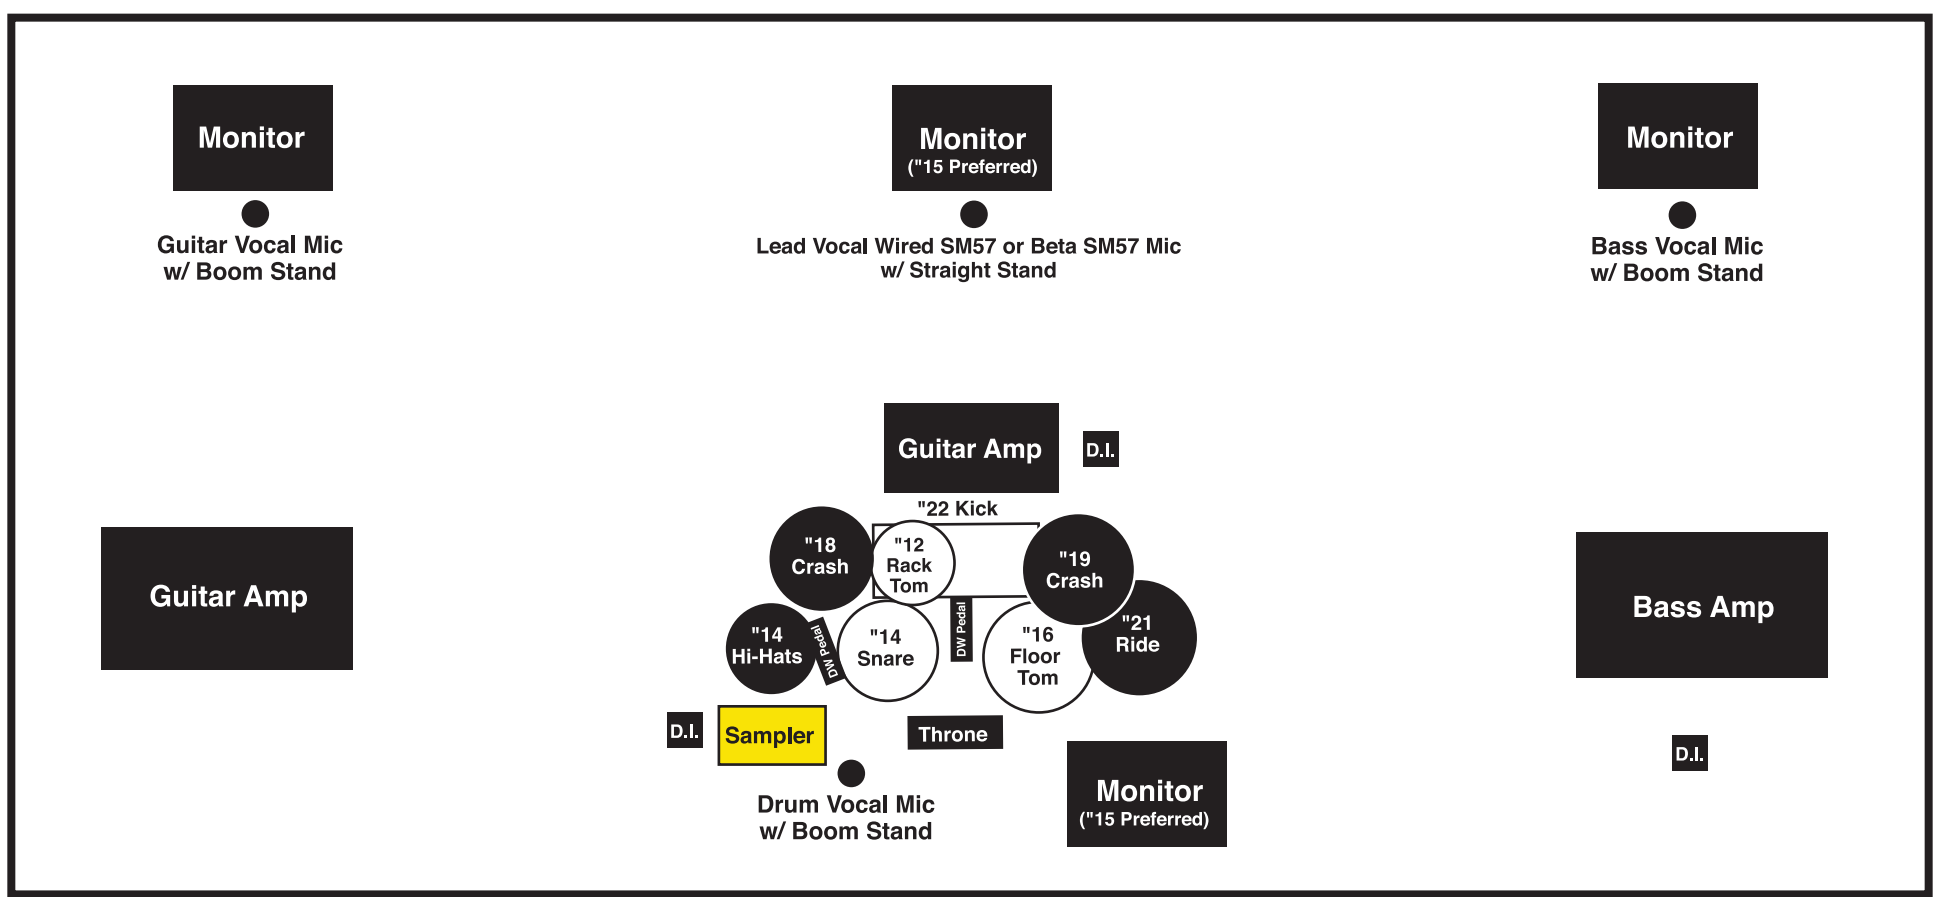 Monitor
Monitor
("15 Preferred)
Monitor
Guitar Vocal Mic
w/ Boom Stand
Lead Vocal Wired SM57 or Beta SM57 Mic
w/ Straight Stand
Bass Vocal Mic
w/ Boom Stand
Guitar Amp
D.I.
"22 Kick
"18
Crash
"12
Rack
Tom
"19
Crash
Guitar Amp
Bass Amp
"14
Hi-Hats
DW Pedal
"14
Snare
DW Pedal
"16
Floor
Tom
"21
Ride
D.I.
Sampler
Throne
D.I.
Drum Vocal Mic
w/ Boom Stand
Monitor
("15 Preferred)